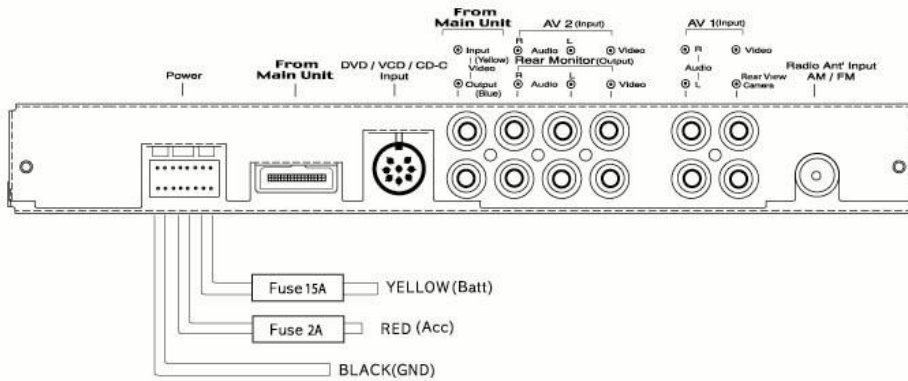 From
Main Unit
AV 2 (Input)
AV 1 (Input)
R
L
Input
Audio
Video
R
Video
(Yellow)
Video
Rear Monitor(Output)
Audio
From
Main Unit
DVD / VCD / CD-C
Input
Power
R
L
Output
(Blue)
Audio
Video
L
Rear View
Camera
Radio Ant' Input
AM / FM
Fuse 15A
YELLOW(Batt)
Fuse 2A
RED (Acc)
BLACK(GND)